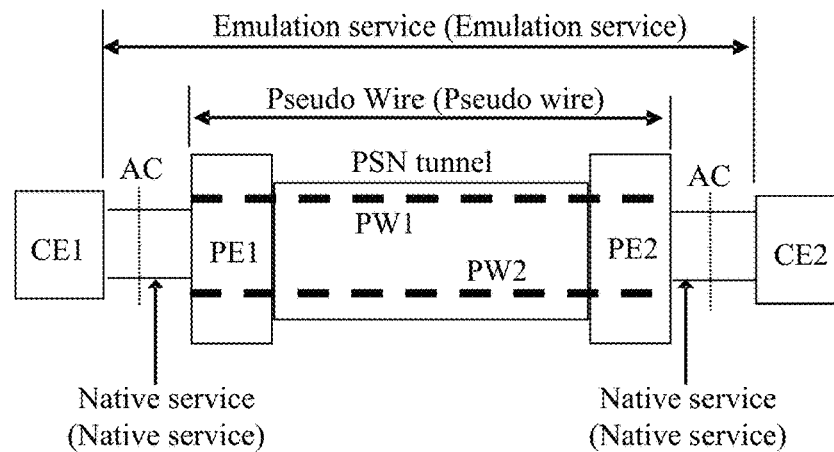 Emulation service (Emulation service)
Pseudo Wire (Pseudo wire)
PSN tunnel
AC
AC
PW1
CE1
PE1
PE2
CE2
PW2
Native service
(Native service)
Native service
(Native service)